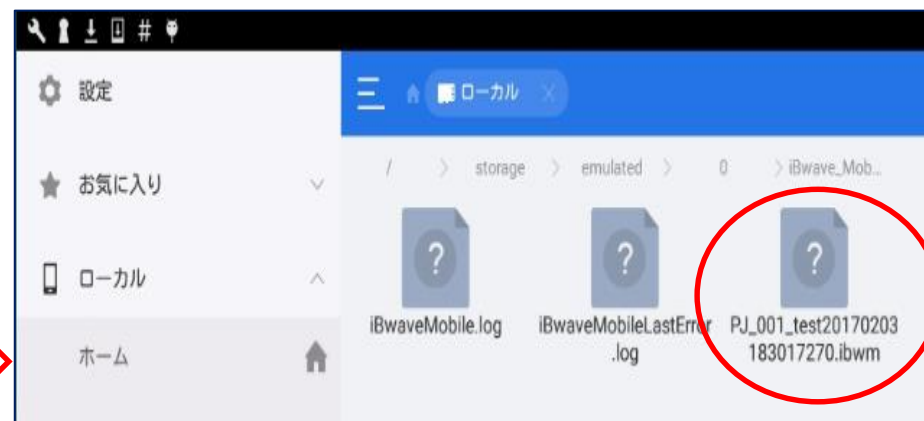 設定
お気に入り
ローカル
ホーム
ローカル
/ > storage > emulated > 0 > iBwave_Mob...
iBwaveMobile.log
iBwaveMobileLastError
.log
PJ_001_test20170203
183017270.ibwm